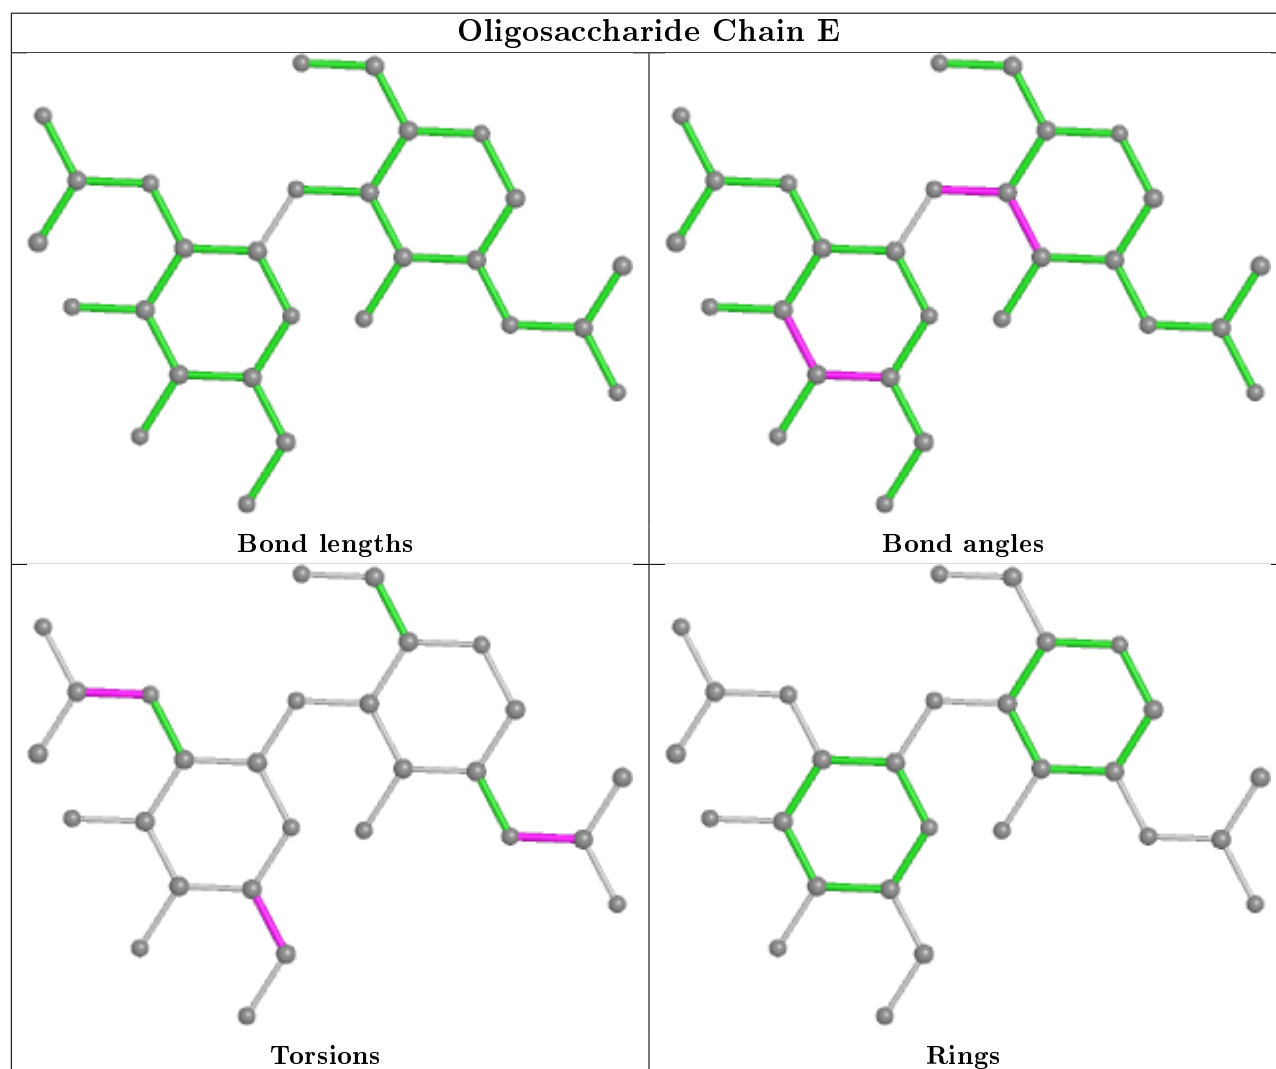 Oligosaccharide Chain E
Bond lengths
Bond angles
Torsions
Rings